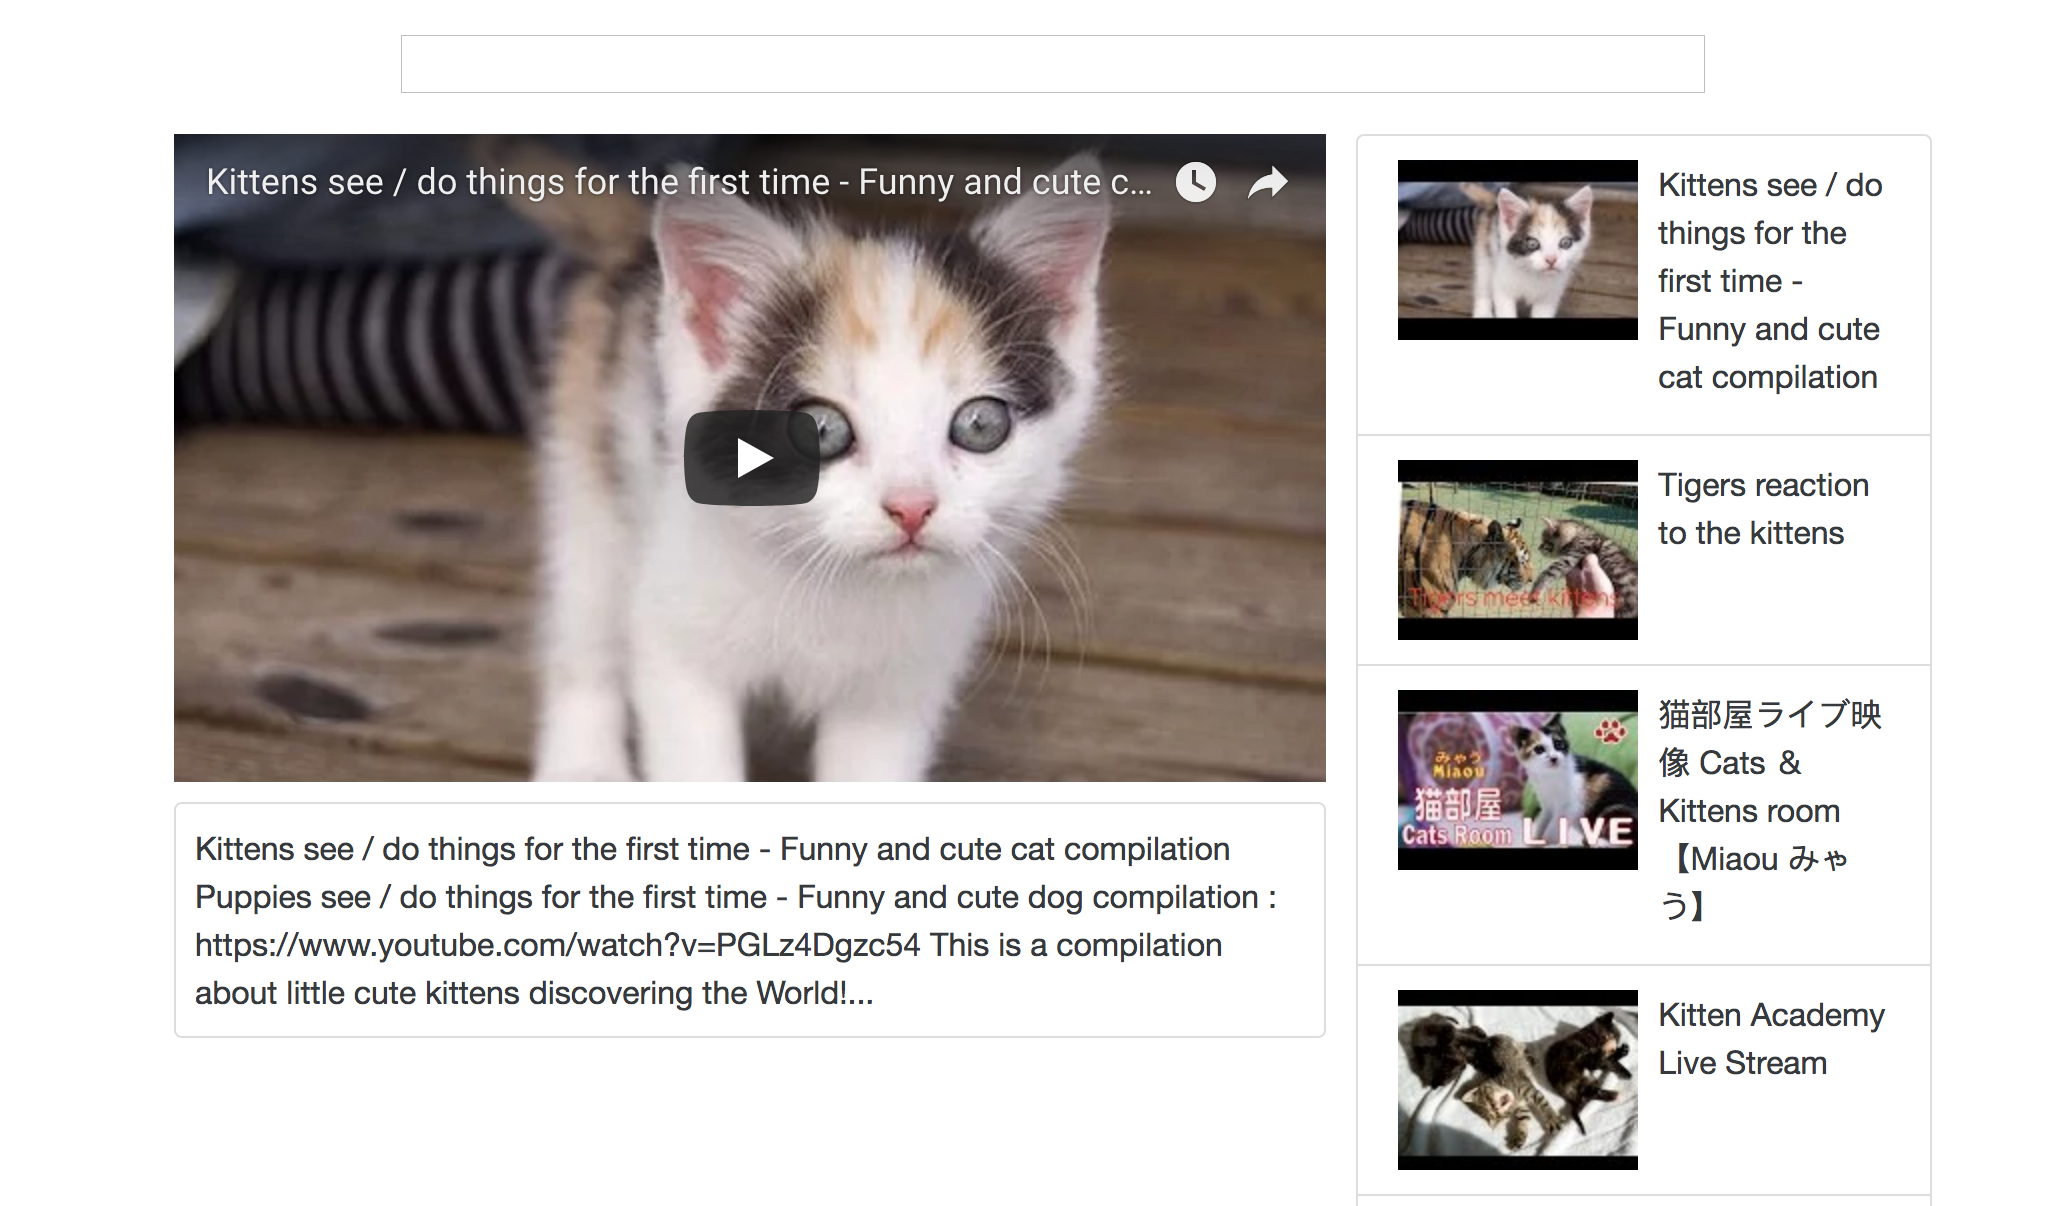 Kittens see / do things for the first time - Funny and cute c...
Kittens see / do things for the first time - Funny and cute cat compilation
Puppies see / do things for the first time - Funny and cute dog compilation :
https://www.youtube.com/watch?v=PGLz4Dgzc54 This is a compilation
about little cute kittens discovering the World!...
Kittens see / do
things for the
first time -
Funny and cute
cat compilation
Tigers meet kittens
Tigers reaction
to the kittens
みゃう
Miaou
猫部屋
Cats Room LIVE
猫部屋ライブ映
像 Cats ＆
Kittens room
【Miaou みゃ
う】
Kitten Academy
Live Stream